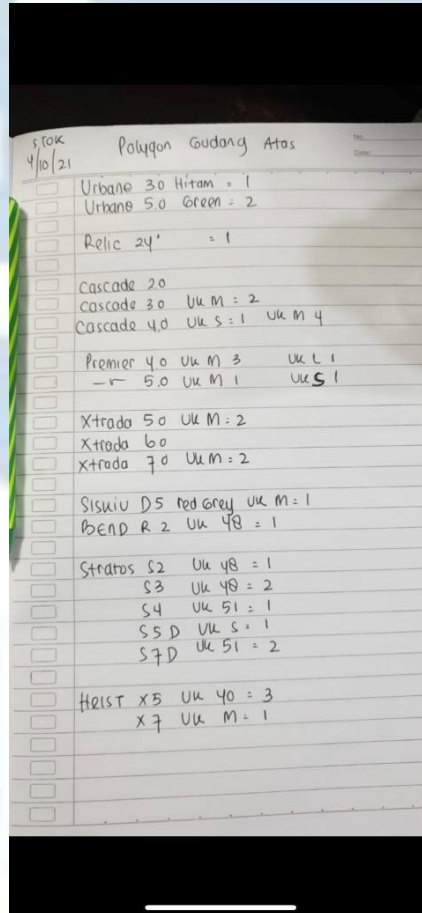 STOK
4/10/21
Polygon Gudang Atas
No:
Date:
Urbano 3.0 Hitam = 1
Urbano 5.0 Green = 2
Relic 24" = 1
Cascade 2.0
Cascade 3.0 Uk M = 2
Cascade 4.0 Uk S = 1 Uk M 4
Premier 4.0 Uk M 3 Uk L 1
5.0 Uk M 1 Uk S 1
Xtrada 5.0 Uk M = 2
Xtrada 6.0
Xtrada 7.0 Uk M = 2
Siskiu D5 red Grey Uk M = 1
BEND R 2 Uk 48 = 1
Stratos S2 Uk 48 = 1
S3 Uk 48 = 2
S4 Uk 51 = 1
S5 D Uk S = 1
S7D Uk 51 = 2
HEIST X5 Uk 40 = 3
X7 Uk M = 1